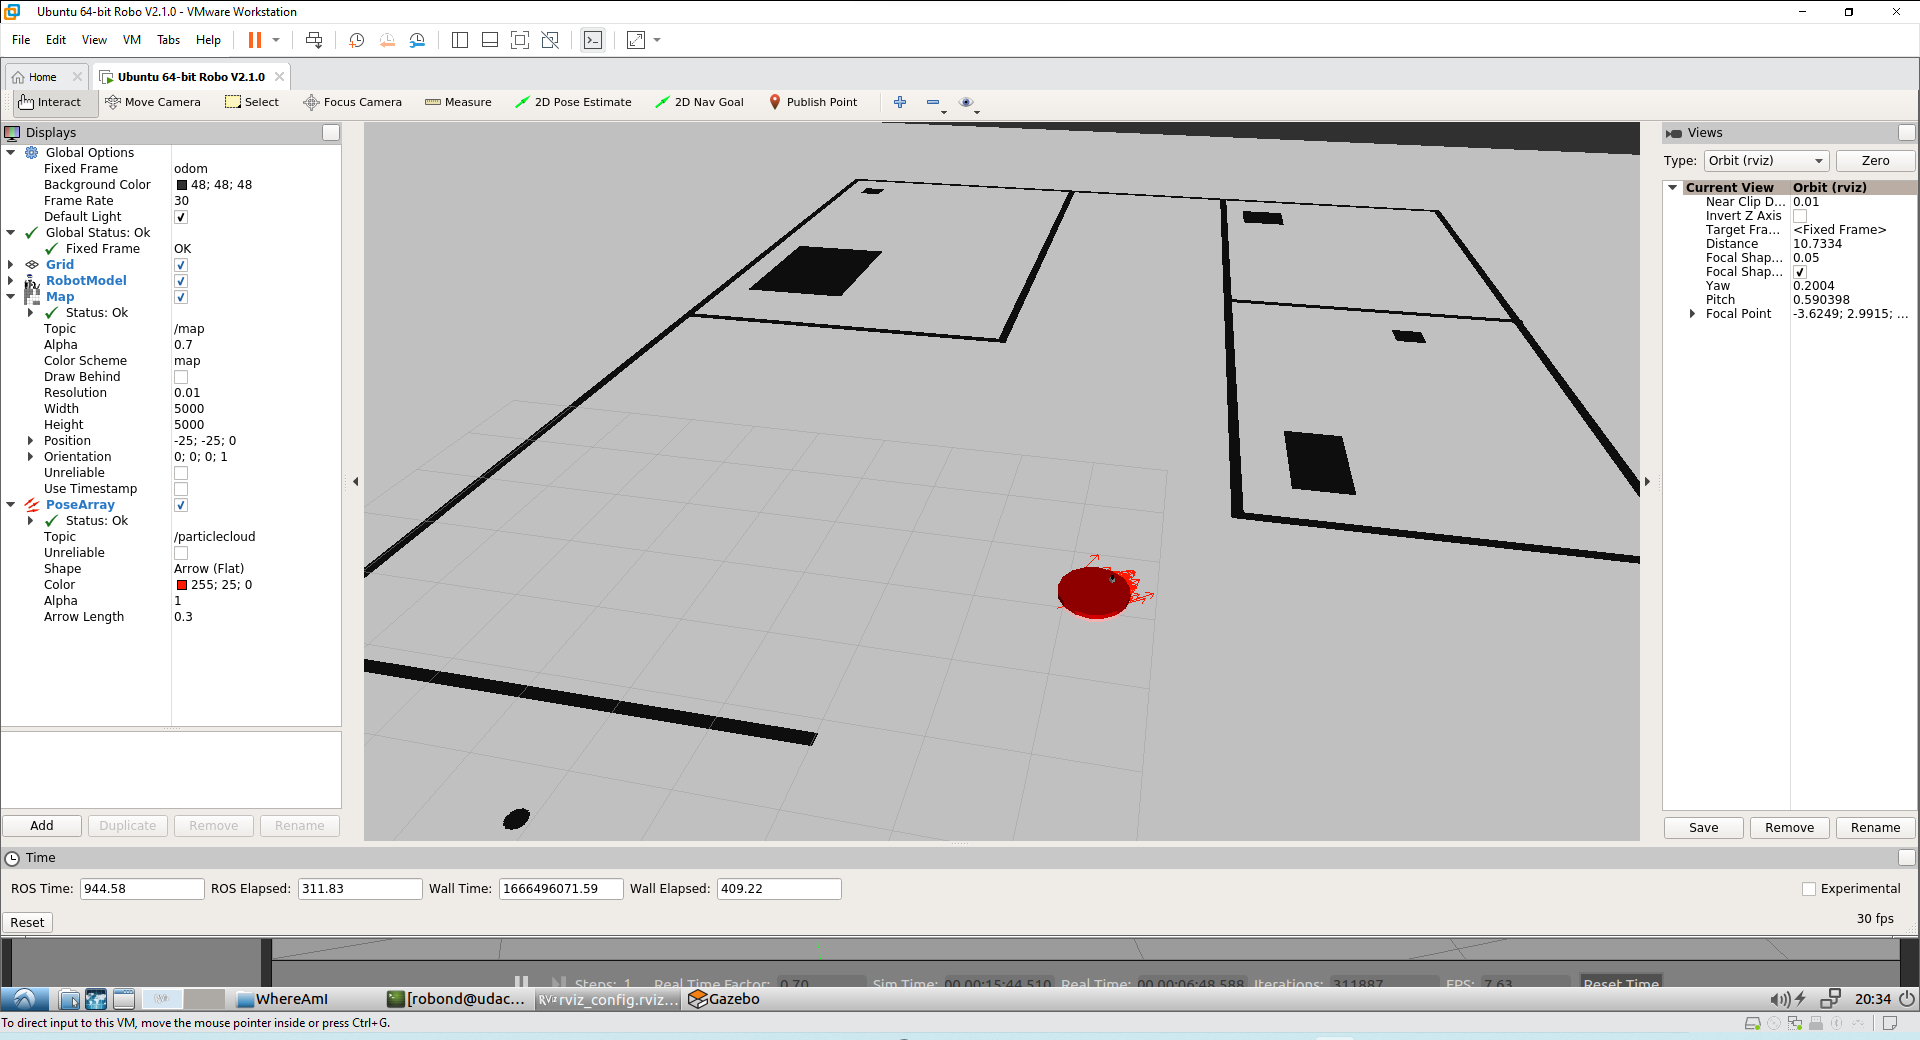 Ubuntu 64-bit Robo V2.1.0 - VMware Workstation
File Edit View VM Tabs Help
Home Ubuntu 64-bit Robo V2.1.0
Interact Move Camera Select Focus Camera Measure 2D Pose Estimate 2D Nav Goal Publish Point
Displays
Global Options
Fixed Frame odom
Background Color 48; 48; 48
Frame Rate 30
Default Light
Global Status: Ok
Fixed Frame OK
Grid
RobotModel
Map
Status: Ok
Topic /map
Alpha 0.7
Color Scheme map
Draw Behind
Resolution 0.01
Width 5000
Height 5000
Position -25; -25; 0
Orientation 0; 0; 0; 1
Unreliable
Use Timestamp
PoseArray
Status: Ok
Topic /particlecloud
Unreliable
Shape Arrow (Flat)
Color 255; 25; 0
Alpha 1
Arrow Length 0.3
Add Duplicate Remove Rename
Views
Type: Orbit (rviz) Zero
Current View Orbit (rviz)
Near Clip D... 0.01
Invert Z Axis
Target Fra... <Fixed Frame>
Distance 10.7334
Focal Shap... 0.05
Focal Shap...
Yaw 0.2004
Pitch 0.590398
Focal Point -3.6249; 2.9915; ...
Save Remove Rename
Time
ROS Time: 944.58 ROS Elapsed: 311.83 Wall Time: 1666496071.59 Wall Elapsed: 409.22 Experimental
Reset 30 fps
Steps: 1 Real Time Factor: 0.70 Sim Time: 00 00:15:44.510 Real Time: 00 00:06:48.588 Iterations: 311887 FPS: 7.63 Reset Time
WhereAmI [robond@udac... rviz_config.rviz... Gazebo 20:34
To direct input to this VM, move the mouse pointer inside or press Ctrl+G.